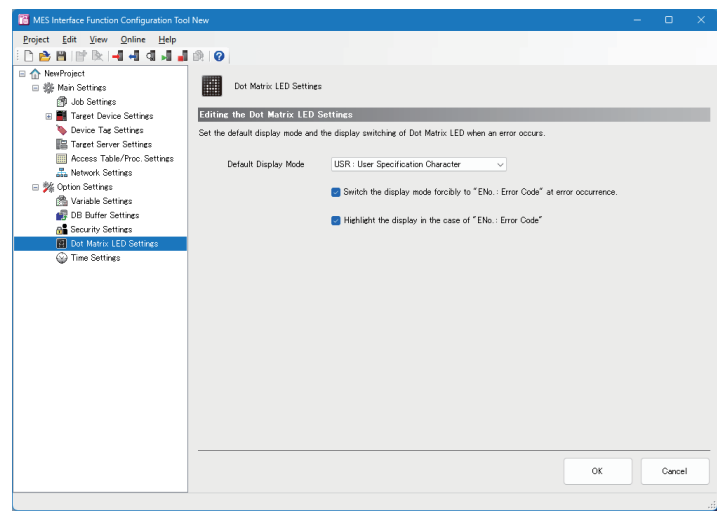 MES Interface Function Configuration Tool New
Project Edit View Online Help
NewProject
Main Settings
Job Settings
Target Device Settings
Device Tag Settings
Target Server Settings
Access Table/Proc. Settings
Network Settings
Option Settings
Variable Settings
DB Buffer Settings
Security Settings
Dot Matrix LED Settings
Time Settings
Dot Matrix LED Settings
Editing the Dot Matrix LED Settings
Set the default display mode and the display switching of Dot Matrix LED when an error occurs.
Default Display Mode USR : User Specification Character
Switch the display mode forcibly to "ENo. : Error Code" at error occurrence.
Highlight the display in the case of "ENo. : Error Code"
OK Cancel